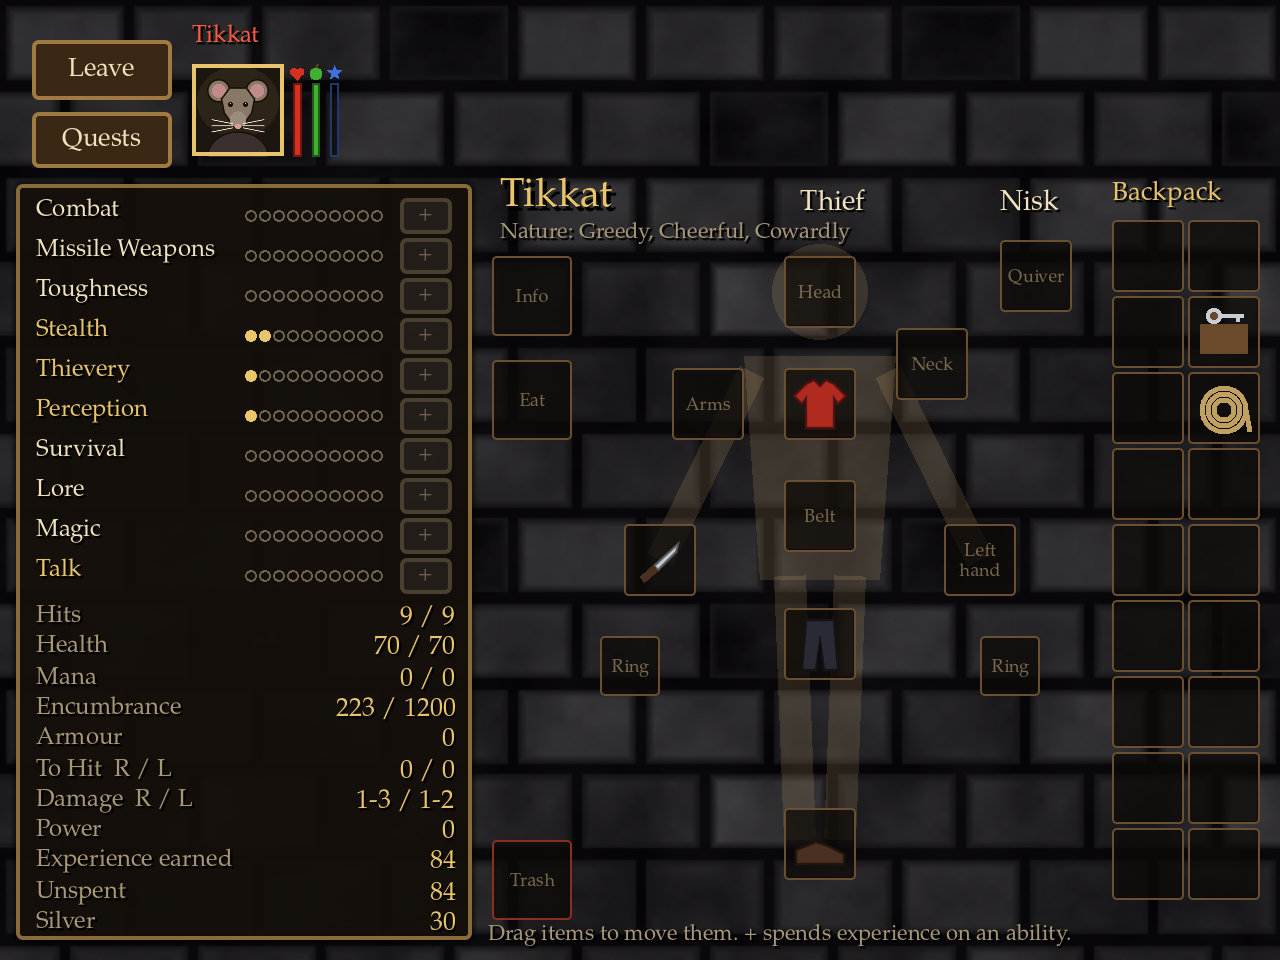 Tikkat
Leave
Quests
Combat +
Missile Weapons +
Toughness +
Stealth +
Thievery +
Perception +
Survival +
Lore +
Magic +
Talk +
Hits 9 / 9
Health 70 / 70
Mana 0 / 0
Encumbrance 223 / 1200
Armour 0
To Hit R / L 0 / 0
Damage R / L 1-3 / 1-2
Power 0
Experience earned 84
Unspent 84
Silver 30
Tikkat Thief Nisk
Nature: Greedy, Cheerful, Cowardly
Info
Head
Quiver
Eat
Arms
Neck
Belt
Left
hand
Ring
Ring
Trash
Backpack
Drag items to move them. + spends experience on an ability.